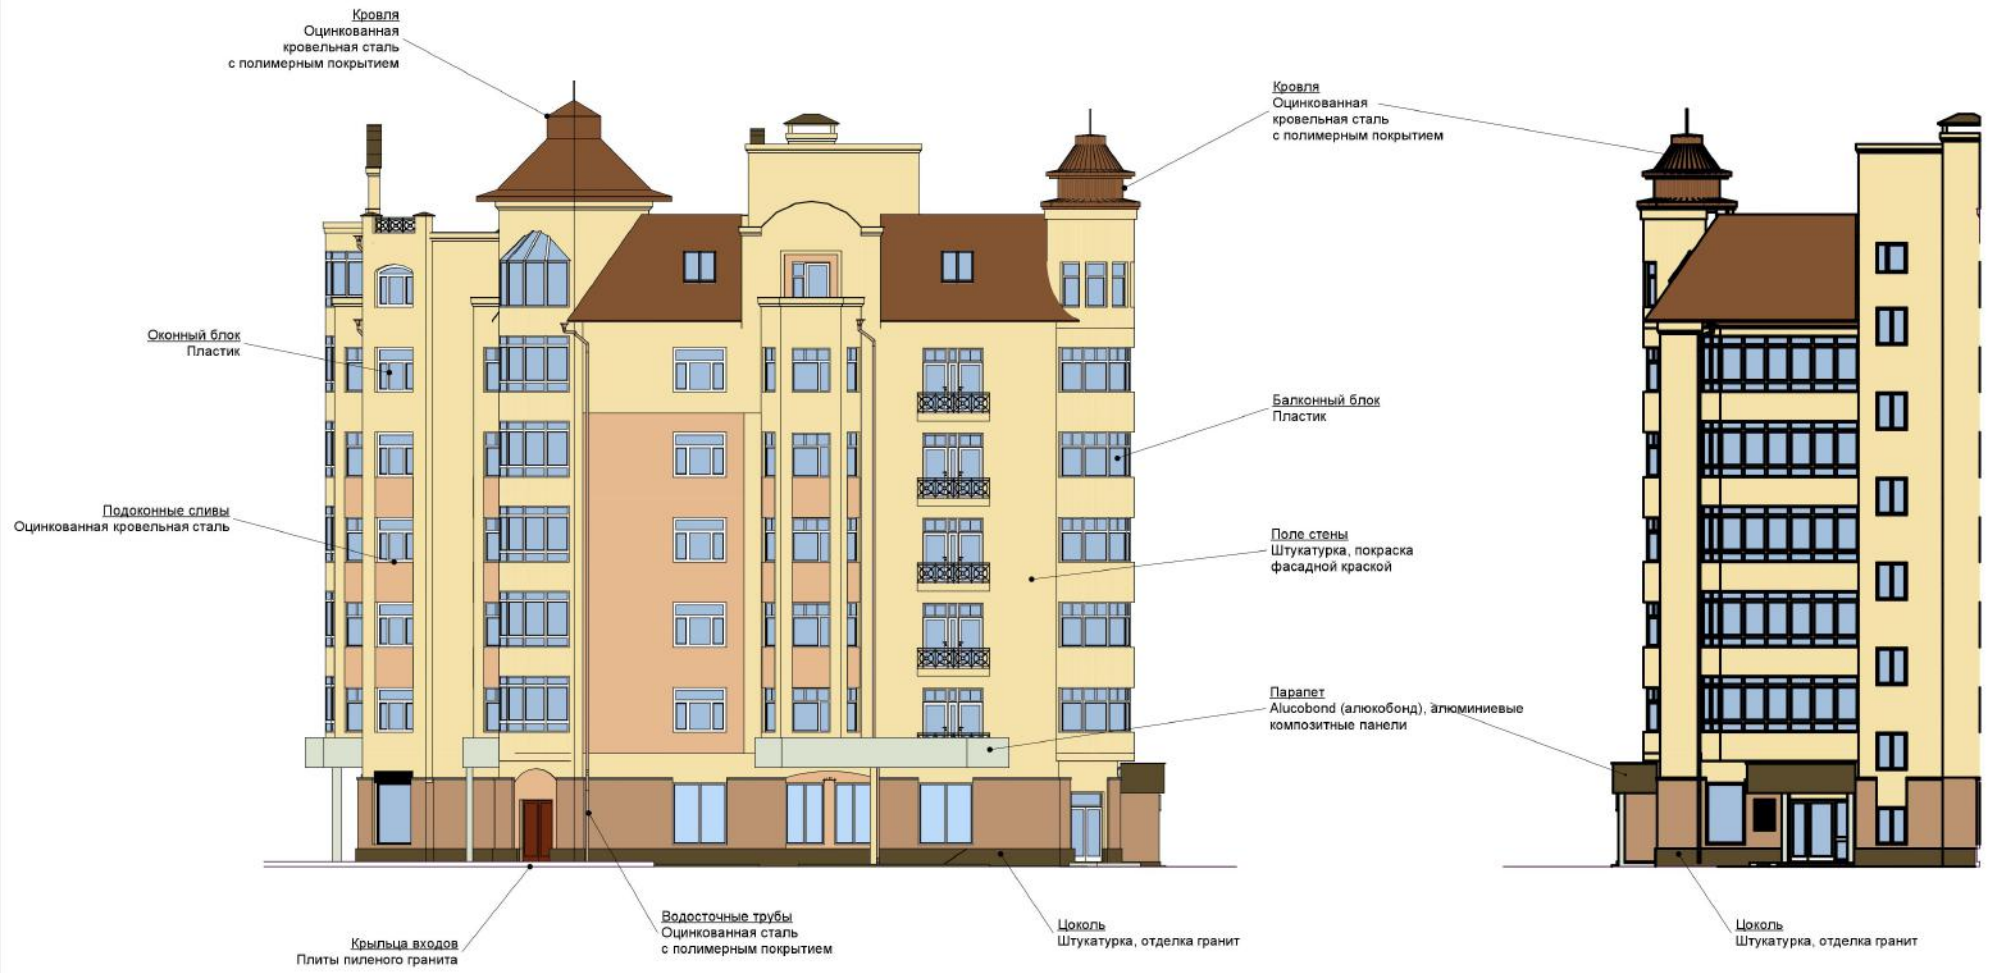 Кровля
Оцинкованная
кровельная сталь
с полимерным покрытием
Кровля
Оцинкованная
кровельная сталь
с полимерным покрытием
Оконный блок
Пластик
Балконный блок
Пластик
Подоконные сливы
Оцинкованная кровельная сталь
Поле стены
Штукатурка, покраска
фасадной краской
Парапет
Alucobond (алюкобонд), алюминиевые
композитные панели
Водосточные трубы
Оцинкованная сталь
с полимерным покрытием
Крыльца входов
Плиты пиленого гранита
Цоколь
Штукатурка, отделка гранит
Цоколь
Штукатурка, отделка гранит